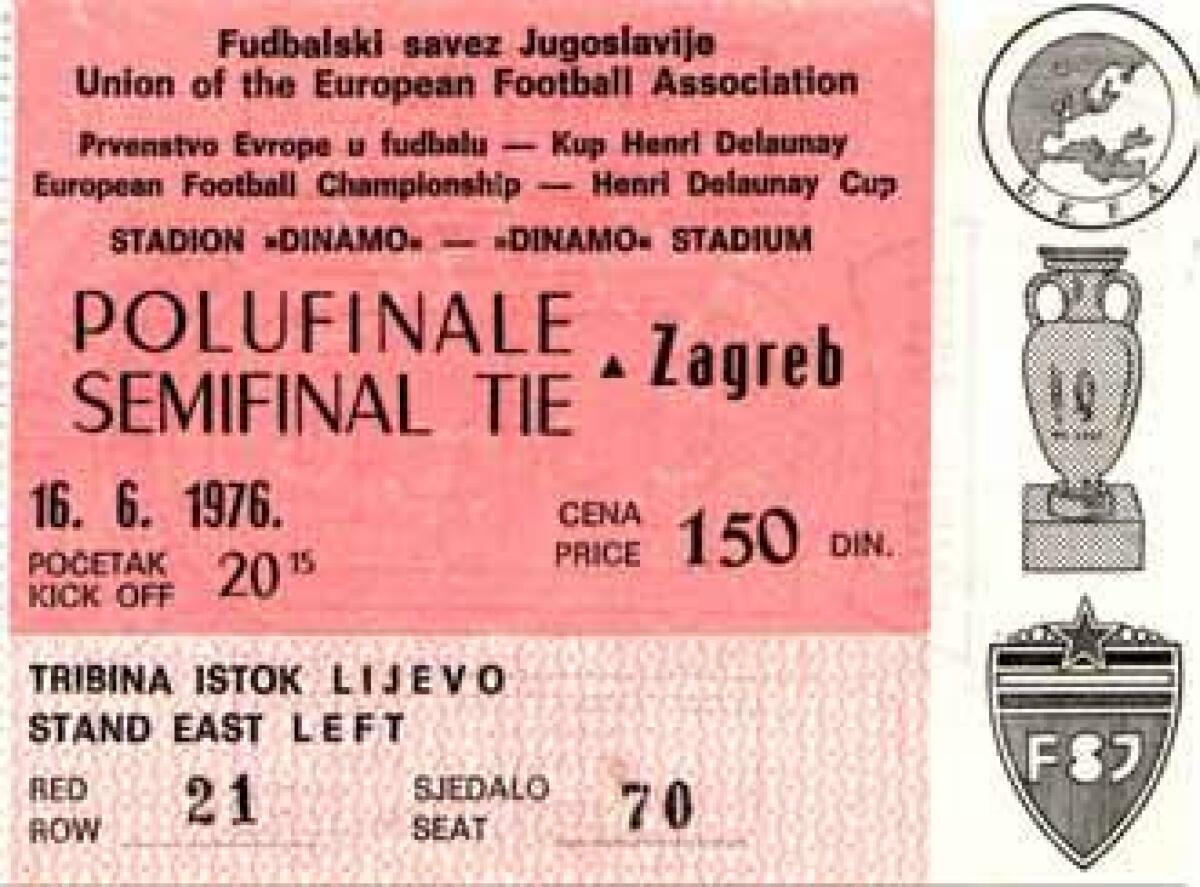 Fudbalski savez Jugoslavije
Union of the European Football Association
Prvenstvo Evrope u fudbalu — Kup Henri Delaunay
European Football Championship — Henri Delaunay Cup
STADION »DINAMO« — »DINAMO« STADIUM
POLUFINALE
SEMIFINAL TIE
▲ Zagreb
16. 6. 1976.
POČETAK
KICK OFF
20 15
CENA
PRICE
150 DIN.
TRIBINA ISTOK LIJEVO
STAND EAST LEFT
RED
ROW
21
SJEDALO
SEAT
70
UEFA
FSJ